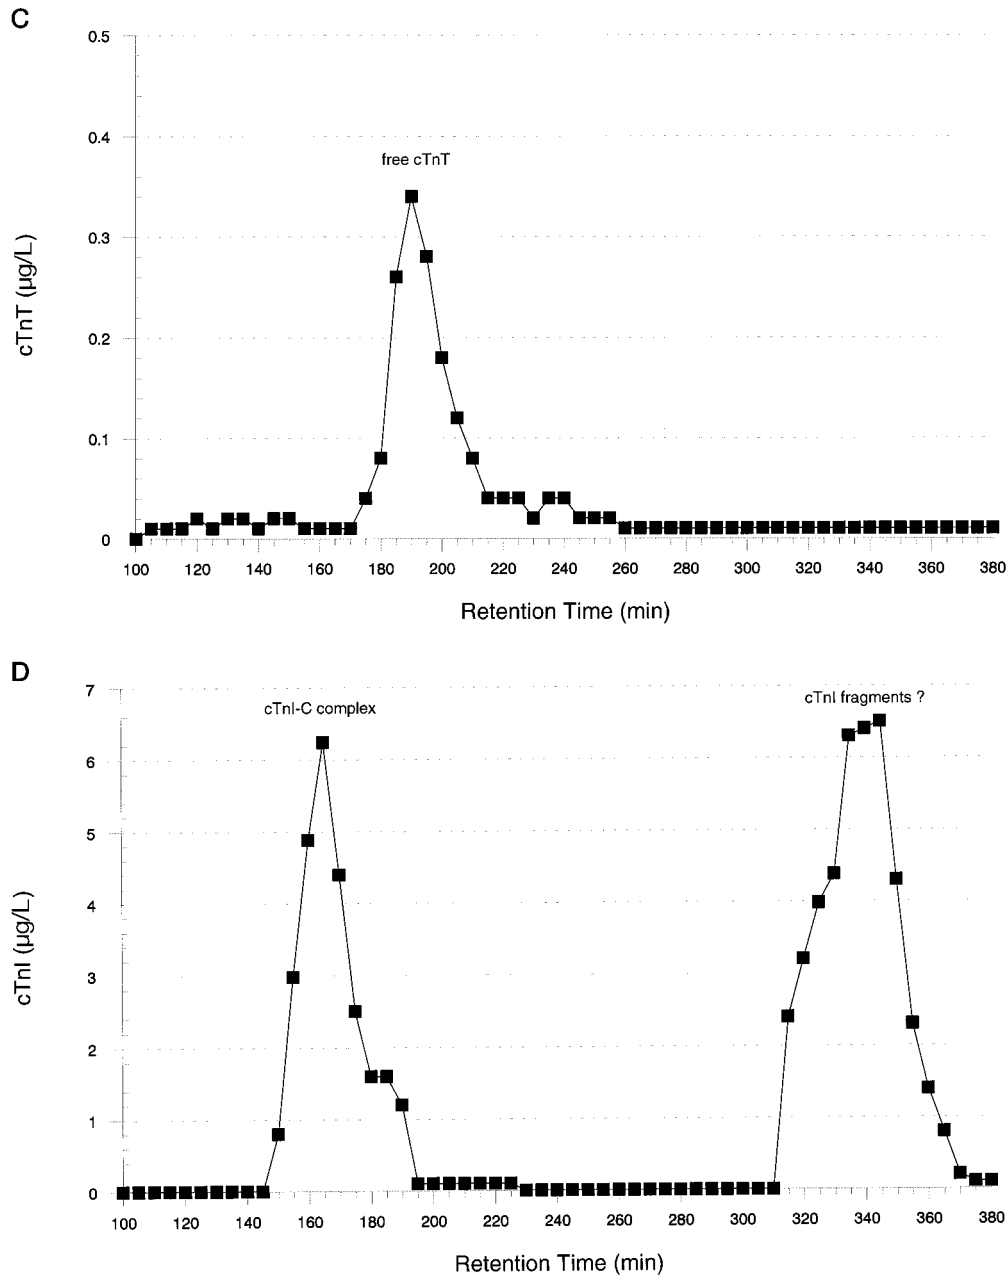 C
0.5
0.4
free cTnT
0.3
cTnT (µg/L)
0.2
0.1
0
100 120 140 160 180 200 220 240 260 280 300 320 340 360 380
Retention Time (min)
D
7
cTnI-C complex
cTnI fragments ?
6
5
4
cTnI (µg/L)
3
2
1
0
100 120 140 160 180 200 220 240 260 280 300 320 340 360 380
Retention Time (min)